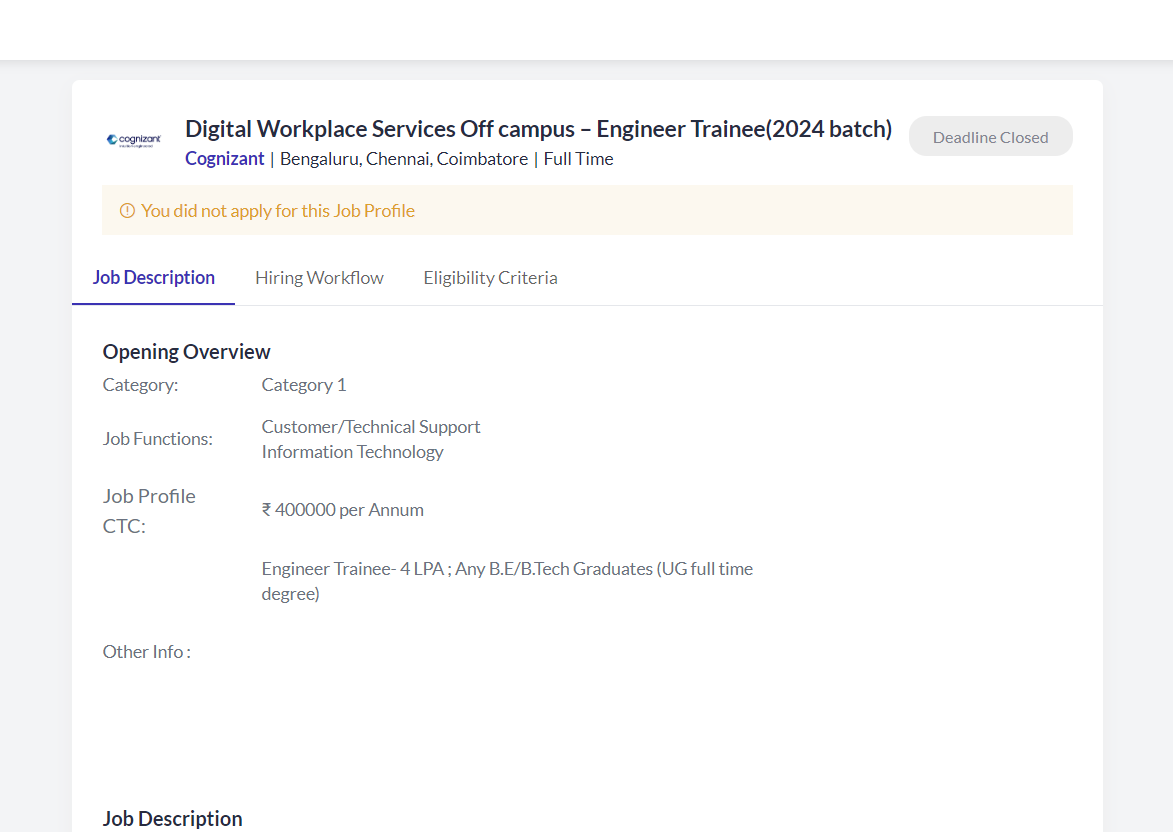 cognizant
Digital Workplace Services Off campus – Engineer Trainee(2024 batch)
Deadline Closed
Cognizant | Bengaluru, Chennai, Coimbatore | Full Time
You did not apply for this Job Profile
Job Description Hiring Workflow Eligibility Criteria
Opening Overview
Category: Category 1
Job Functions: Customer/Technical Support
Information Technology
Job Profile
CTC: ₹ 400000 per Annum
Engineer Trainee- 4 LPA ; Any B.E/B.Tech Graduates (UG full time
degree)
Other Info :
Job Description